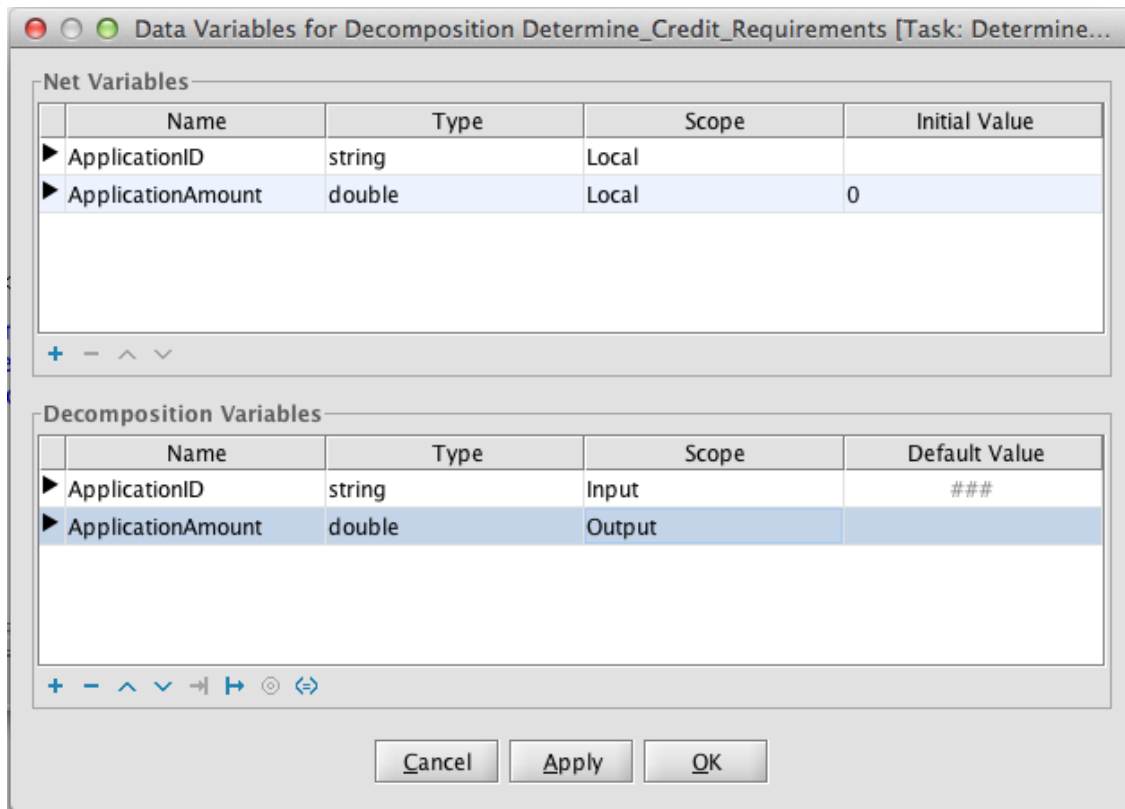 Data Variables for Decomposition Determine_Credit_Requirements [Task: Determine...
Net Variables
Name Type Scope Initial Value
ApplicationID string Local
ApplicationAmount double Local 0
Decomposition Variables
Name Type Scope Default Value
ApplicationID string Input ###
ApplicationAmount double Output
Cancel Apply OK